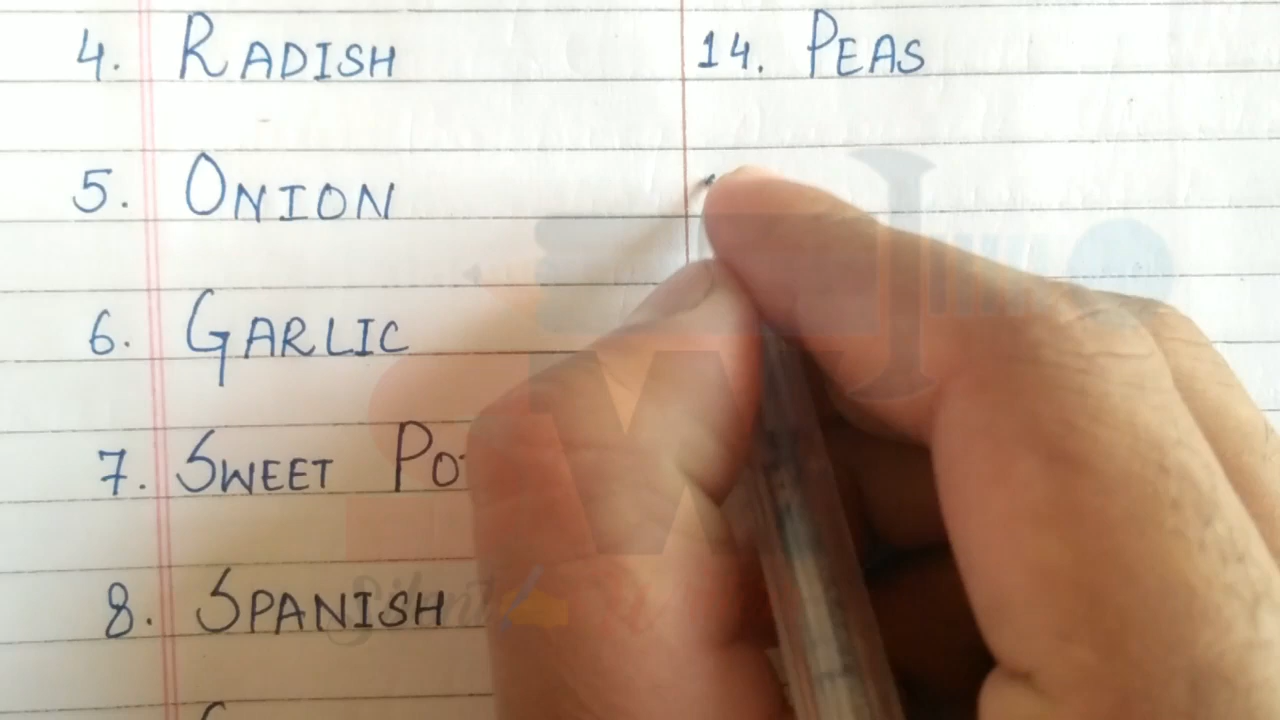 4. RADISH
14. PEAS
5. ONION
6. GARLIC
7. SWEET PO
8. SPANISH